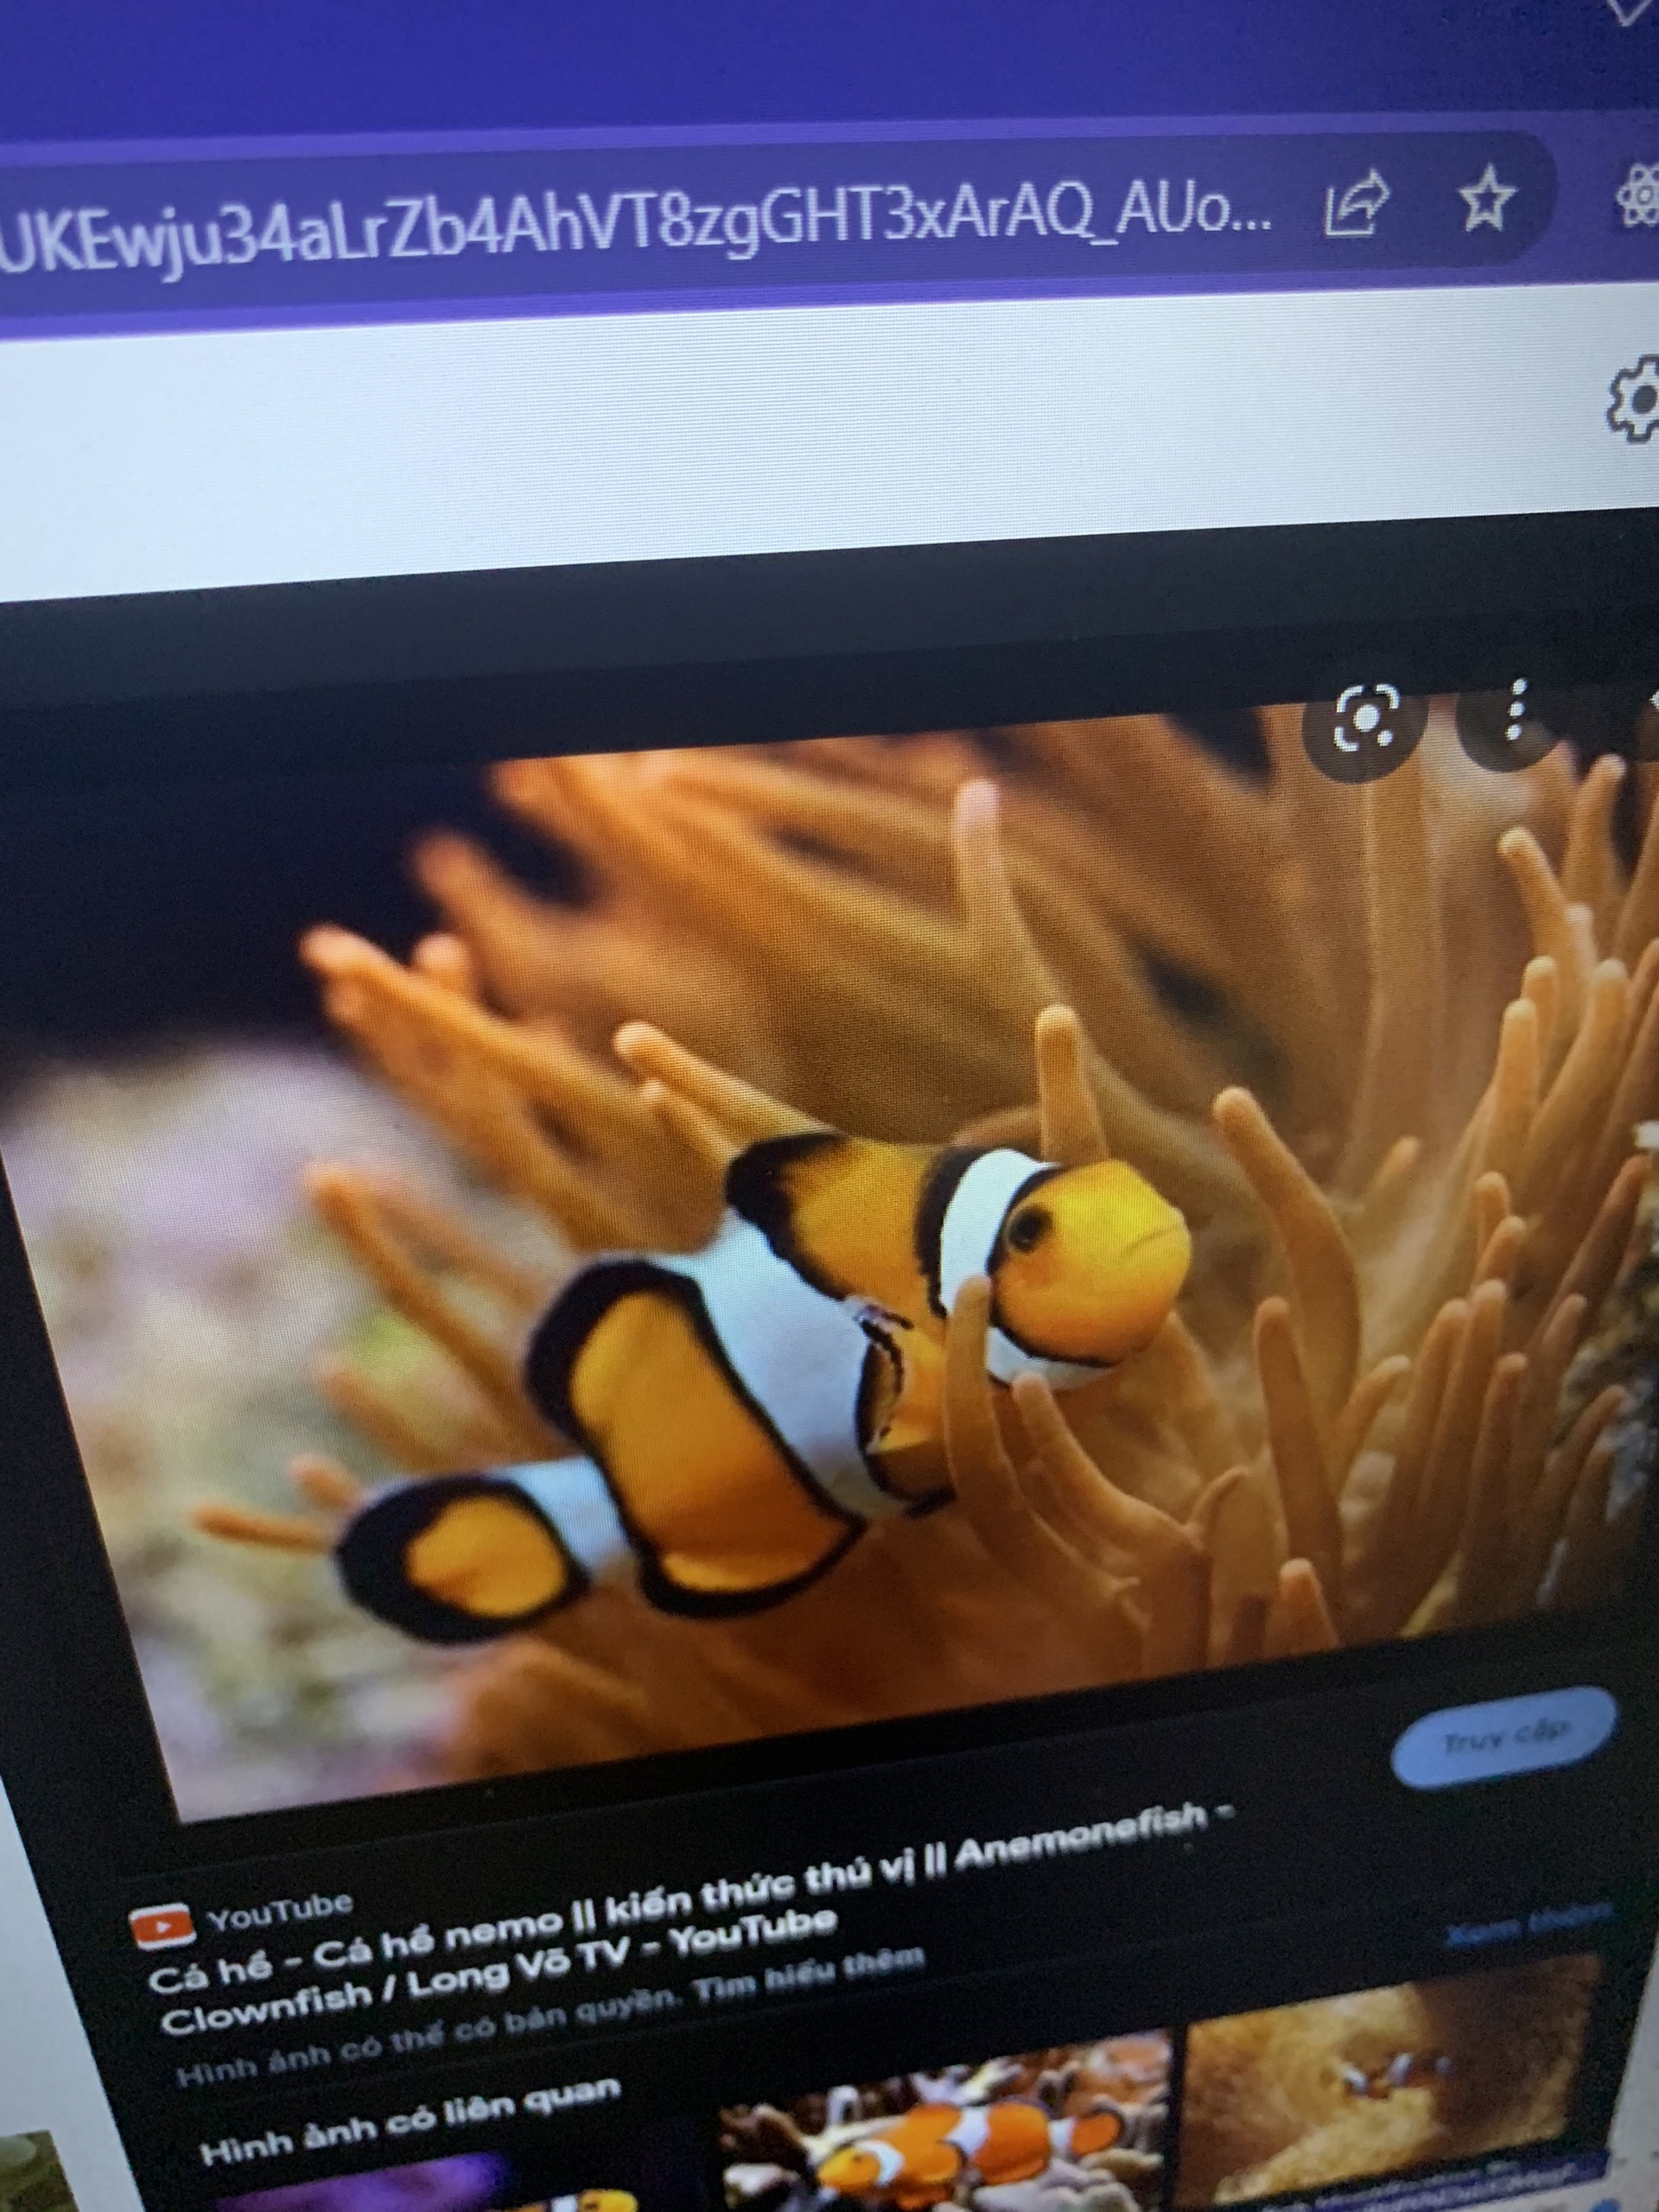 UKEwju34aLrZb4AhVT8zgGHT3xArAQ_AUo...
Truy cập
YouTube
Cá hề - Cá hề nemo || kiến thức thú vị || Anemonefish -
Clownfish / Long Võ TV - YouTube
Hình ảnh có thể có bản quyền. Tìm hiểu thêm
Xem thêm
Hình ảnh có liên quan